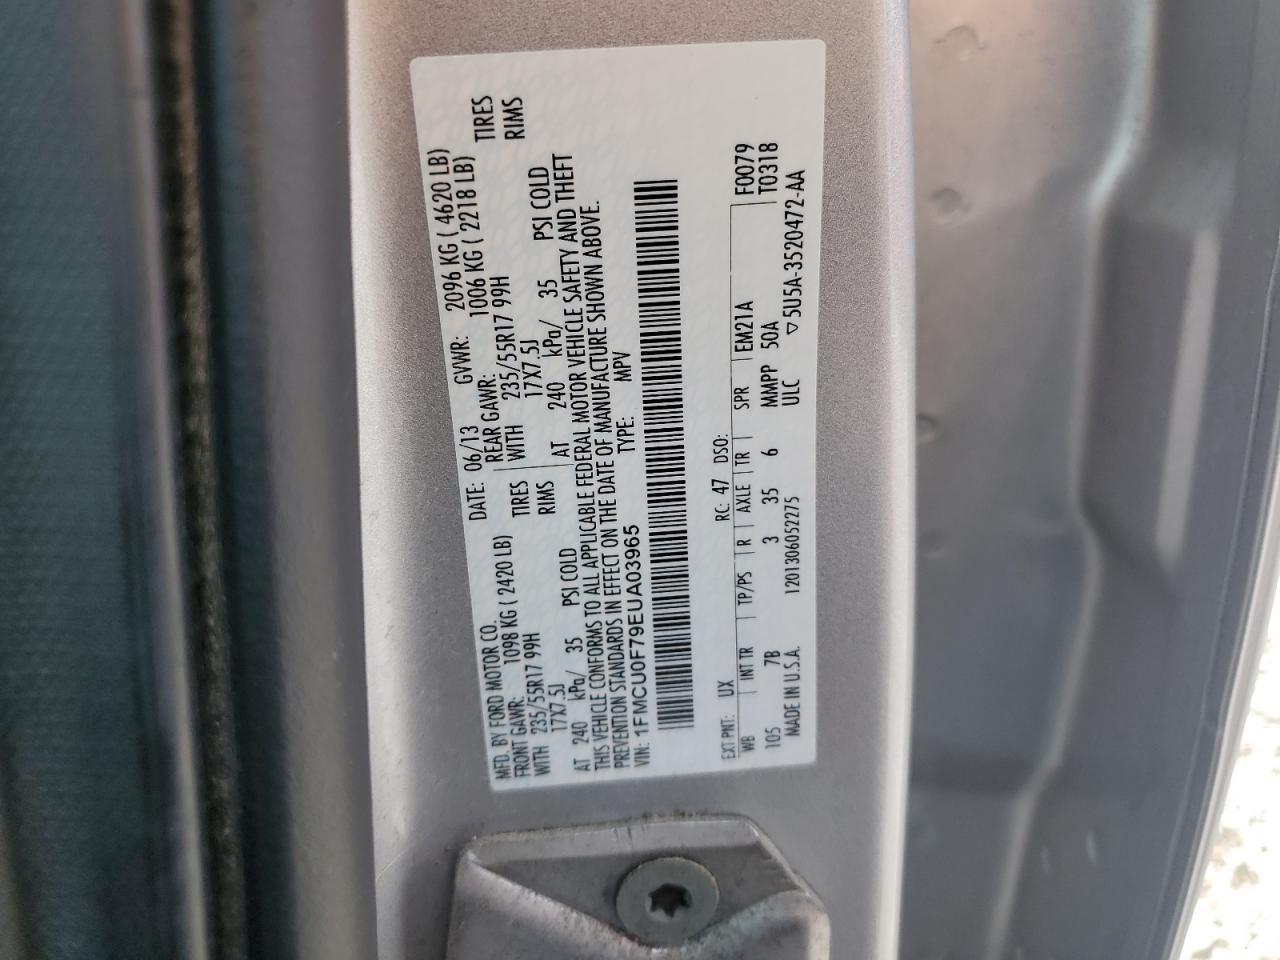 MFD. BY FORD MOTOR CO. DATE: 06/13 GVWR: 2096 KG ( 4620 LB)
FRONT GAWR: 1098 KG ( 2420 LB) REAR GAWR: 1006 KG ( 2218 LB)
WITH 235/55R17 99H TIRES WITH 235/55R17 99H TIRES
17X7.5J RIMS 17X7.5J RIMS
AT 240 kPa/ 35 PSI COLD AT 240 kPa/ 35 PSI COLD
THIS VEHICLE CONFORMS TO ALL APPLICABLE FEDERAL MOTOR VEHICLE SAFETY AND THEFT
PREVENTION STANDARDS IN EFFECT ON THE DATE OF MANUFACTURE SHOWN ABOVE.
VIN: 1FMCU0F79EUA03965 TYPE: MPV
EXT PNT: UX RC: 47 DSO: F0079
WB INT TR TP/PS R AXLE TR SPR EM21A T0318
105 7B 3 35 6 MMPP 50A
MADE IN U.S.A. 1201306052275 ULC ▽5U5A-3520472-AA